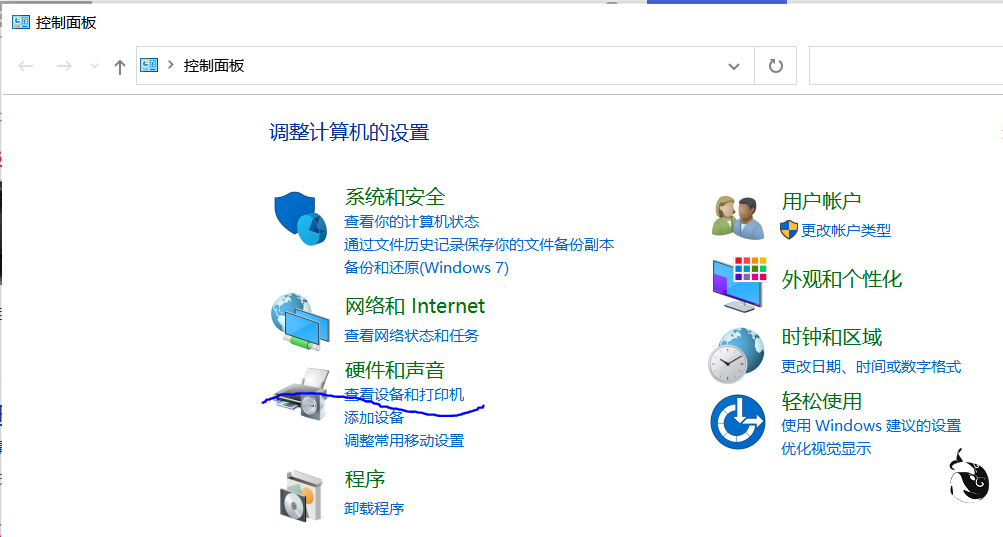 控制面板
控制面板
调整计算机的设置
系统和安全
查看你的计算机状态
通过文件历史记录保存你的文件备份副本
备份和还原(Windows 7)
网络和 Internet
查看网络状态和任务
硬件和声音
查看设备和打印机
添加设备
调整常用移动设置
程序
卸载程序
用户帐户
更改帐户类型
外观和个性化
时钟和区域
更改日期、时间或数字格式
轻松使用
使用 Windows 建议的设置
优化视觉显示